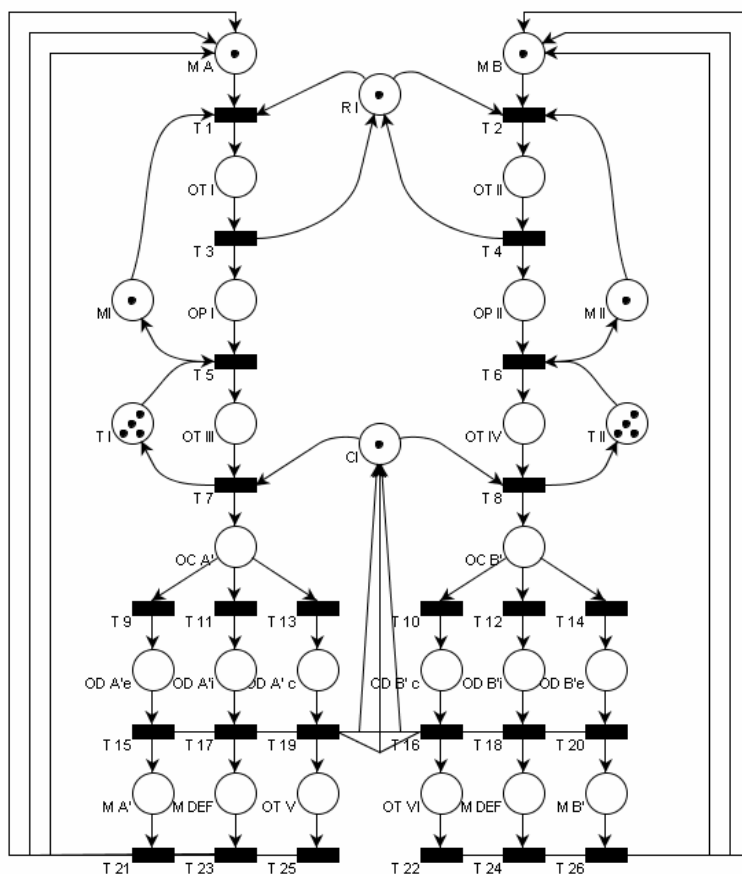 M A
M B
R I
T 1
T 2
OT I
OT II
T 3
T 4
MI
OP I
OP II
M II
T 5
T 6
T I
OT III
CI
OT IV
T II
T 7
T 8
OC A'
OC B'
T 9
T 11
T 13
T 10
T 12
T 14
OD A'e
OD A'i
OD A' c
OD B' c
OD B'i
OD B'e
T 15
T 17
T 19
T 16
T 18
T 20
M A'
M DEF
OT V
OT VI
M DEF
M B'
T 21
T 23
T 25
T 22
T 24
T 26